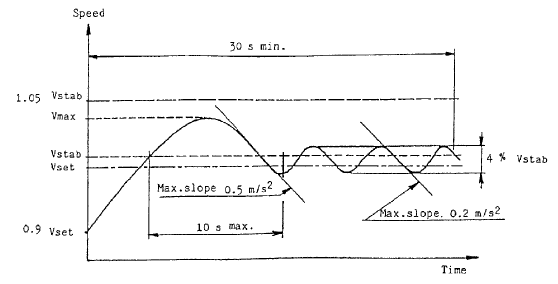 Speed
30 s min.
1.05 Vstab
Vmax
Vstab
Vset
4 % Vstab
Max.slope 0.5 m/s²
Max.slope. 0.2 m/s²
10 s max.
0.9 Vset
Time